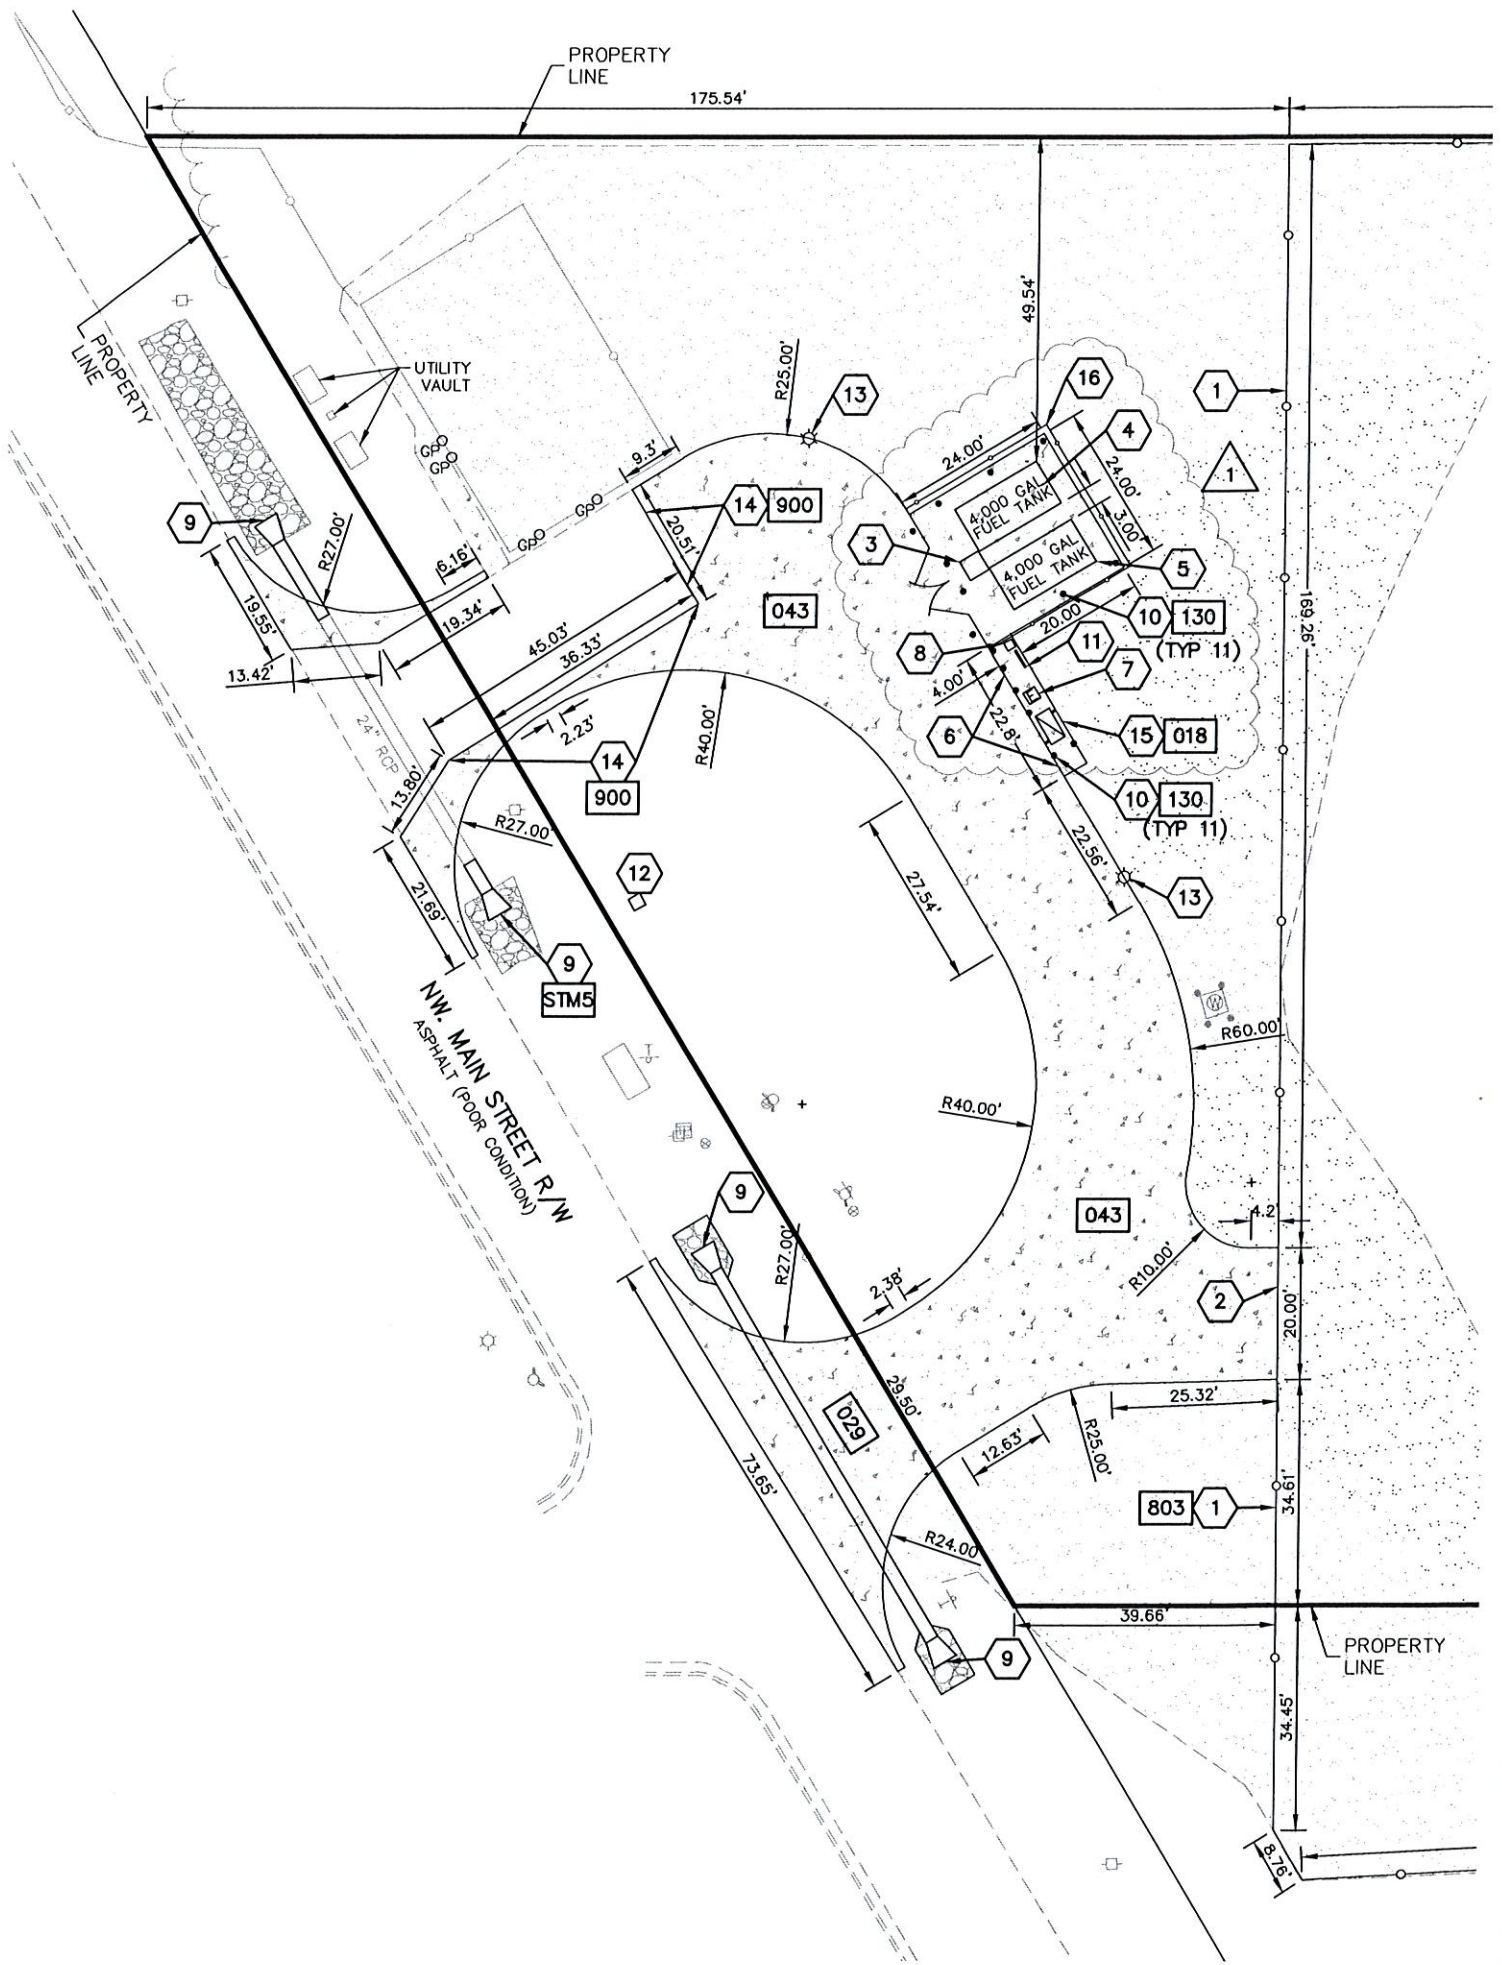 PROPERTY
LINE
175.54'
49.54'
PROPERTY
LINE
UTILITY
VAULT
R25.00'
13
16
1
4
24.00'
24.00'
1
9.3'
GP
GP
GP
GP
14
900
4,000 GAL
FUEL TANK
3.00'
9
R27.00'
20.51'
3
4,000 GAL
FUEL TANK
5
6.16'
19.55'
19.34'
043
169.26'
20.00'
10
130
(TYP 11)
45.03'
36.33'
8
11
7
13.42'
4.00'
E
24" RCP
2.23'
R40.00'
6
22.8'
15
018
14
900
13.80'
10
130
(TYP 11)
R27.00'
22.56'
12
27.54'
21.69'
13
9
STM5
NW. MAIN STREET R/W
ASPHALT (POOR CONDITION)
W
R60.00'
R40.00'
9
043
4.2'
R27.00'
R10.00'
2.38'
2
20.00'
29.50'
25.32'
029
12.63'
R25.00'
73.65'
803
1
34.61'
R24.00'
39.66'
9
PROPERTY
LINE
34.45'
8.76'